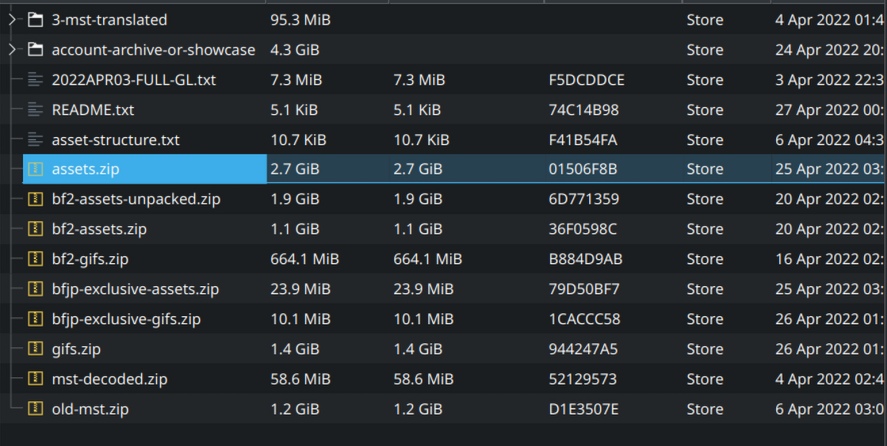 3-mst-translated 95.3 MiB Store 4 Apr 2022 01:4
account-archive-or-showcase 4.3 GiB Store 24 Apr 2022 20:
2022APR03-FULL-GL.txt 7.3 MiB 7.3 MiB F5DCDDCE Store 3 Apr 2022 22:3
README.txt 5.1 KiB 5.1 KiB 74C14B98 Store 27 Apr 2022 00:
asset-structure.txt 10.7 KiB 10.7 KiB F41B54FA Store 6 Apr 2022 04:3
assets.zip 2.7 GiB 2.7 GiB 01506F8B Store 25 Apr 2022 03:
bf2-assets-unpacked.zip 1.9 GiB 1.9 GiB 6D771359 Store 20 Apr 2022 02:
bf2-assets.zip 1.1 GiB 1.1 GiB 36F0598C Store 20 Apr 2022 02:
bf2-gifs.zip 664.1 MiB 664.1 MiB B884D9AB Store 16 Apr 2022 02:
bfjp-exclusive-assets.zip 23.9 MiB 23.9 MiB 79D50BF7 Store 25 Apr 2022 03:
bfjp-exclusive-gifs.zip 10.1 MiB 10.1 MiB 1CACCC58 Store 26 Apr 2022 01:
gifs.zip 1.4 GiB 1.4 GiB 944247A5 Store 26 Apr 2022 01:
mst-decoded.zip 58.6 MiB 58.6 MiB 52129573 Store 4 Apr 2022 02:4
old-mst.zip 1.2 GiB 1.2 GiB D1E3507E Store 6 Apr 2022 03:0